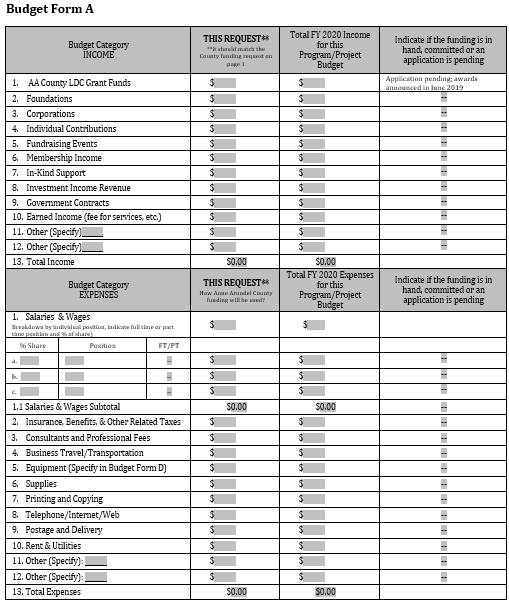 Budget Form A
Budget Category
INCOME
THIS REQUEST**
**It should match the
County funding request on
page 1
Total FY 2020 Income
for this
Program/Project
Budget
Indicate if the funding is in
hand, committed or an
application is pending
1. AA County LDC Grant Funds $ $ Application pending; awards
announced in June 2019
2. Foundations $ $ --
3. Corporations $ $ --
4. Individual Contributions $ $ --
5. Fundraising Events $ $ --
6. Membership Income $ $ --
7. In-Kind Support $ $ --
8. Investment Income Revenue $ $ --
9. Government Contracts $ $ --
10. Earned Income (fee for services, etc.) $ $ --
11. Other (Specify) $ $ --
12. Other (Specify) $ $ --
13. Total Income $0.00 $0.00
Budget Category
EXPENSES
THIS REQUEST**
How Anne Arundel County
funding will be used?
Total FY 2020 Expenses
for this
Program/Project
Budget
Indicate if the funding is in
hand, committed or an
application is pending
1. Salaries & Wages $ $
Breakdown by individual position, indicate full time or part
time position and % of share)
% Share Position FT/PT
a. -- $ $ --
b. -- $ $ --
c. -- $ $ --
1.1 Salaries & Wages Subtotal $0.00 $0.00 --
2. Insurance, Benefits, & Other Related Taxes $ $ --
3. Consultants and Professional Fees $ $ --
4. Business Travel/Transportation $ $ --
5. Equipment (Specify in Budget Form D) $ $ --
6. Supplies $ $ --
7. Printing and Copying $ $ --
8. Telephone/Internet/Web $ $ --
9. Postage and Delivery $ $ --
10. Rent & Utilities $ $ --
11. Other (Specify): $ $ --
12. Other (Specify): $ $ --
13. Total Expenses $0.00 $0.00